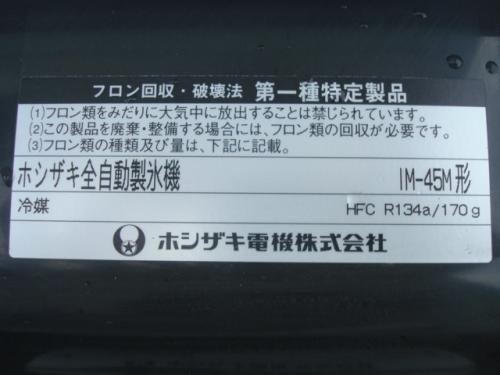 フロン回収・破壊法 第一種特定製品
(1)フロン類をみだりに大気中に放出することは禁じられています。
(2)この製品を廃棄・整備する場合には、フロン類の回収が必要です。
(3)フロン類の種類及び量は、下記に記載。
ホシザキ全自動製氷機 IM-45M形
冷媒 HFC R134a/170g
ホシザキ電機株式会社